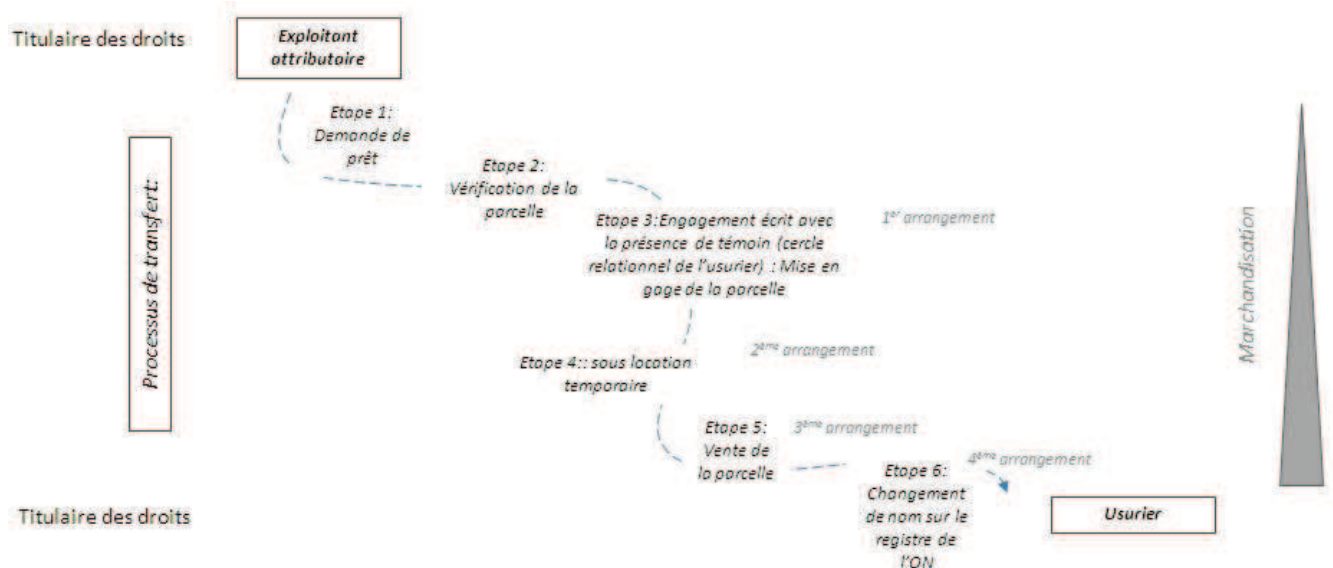 Titulaire des droits
Exploitant
attributaire
Etape 1:
Demande de
prêt
Etape 2:
Vérification de la
parcelle
Etape 3:Engagement écrit avec
la présence de témoin (cercle
relationnel de l'usurier) : Mise en
gage de la parcelle
1er arrangement
Etape 4:: sous location
temporaire
2ème arrangement
Etape 5:
Vente de
la parcelle
3ème arrangement
Etape 6:
Changement
de nom sur le
registre de
l'ON
4ème arrangement
Processus de transfert:
Marchandisation
Titulaire des droits
Usurier